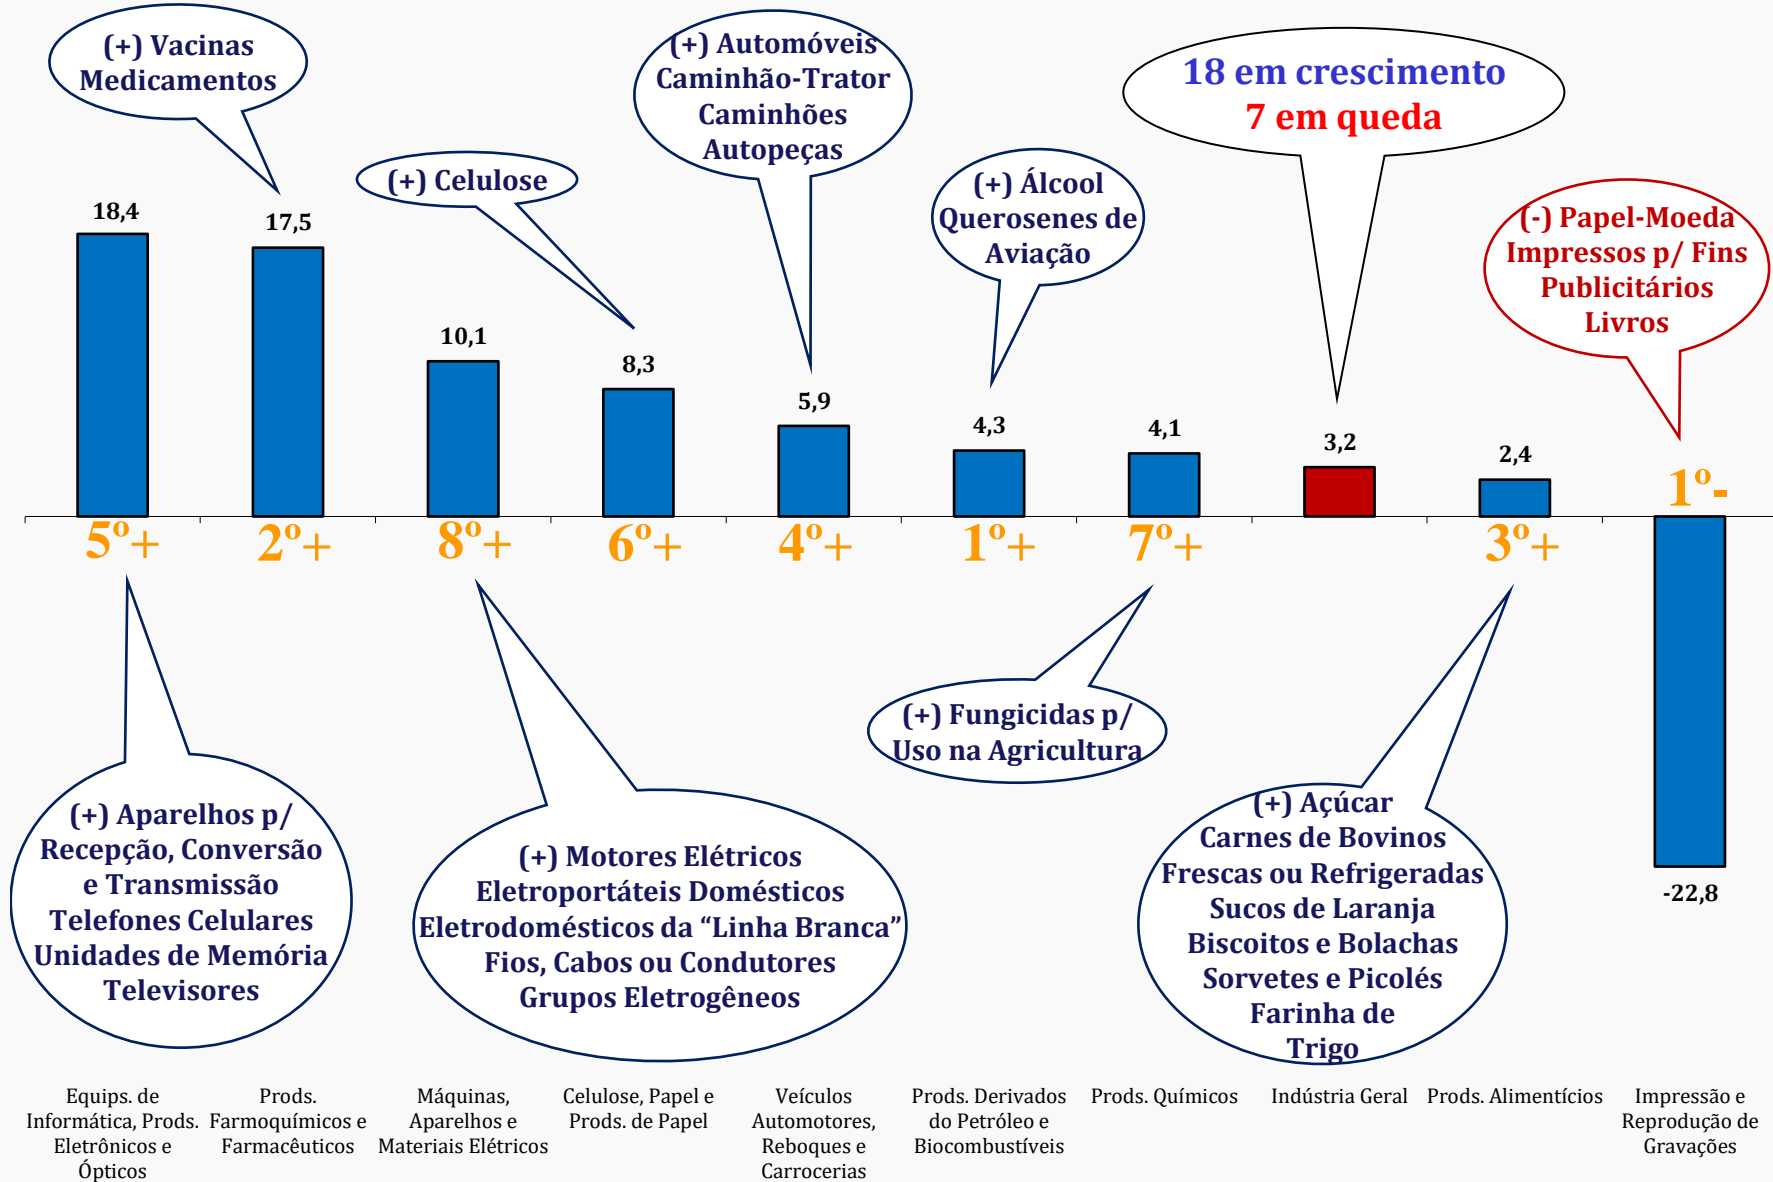 (+) Vacinas
Medicamentos
(+) Celulose
(+) Automóveis
Caminhão-Trator
Caminhões
Autopeças
(+) Álcool
Querosenes de
Aviação
18 em crescimento
7 em queda
(-) Papel-Moeda
Impressos p/ Fins
Publicitários
Livros
18,4
17,5
10,1
8,3
5,9
4,3
4,1
3,2
2,4
-22,8
5º+
2º+
8º+
6º+
4º+
1º+
7º+
3º+
1º-
(+) Aparelhos p/
Recepção, Conversão
e Transmissão
Telefones Celulares
Unidades de Memória
Televisores
(+) Motores Elétricos
Eletroportáteis Domésticos
Eletrodomésticos da “Linha Branca”
Fios, Cabos ou Condutores
Grupos Eletrogêneos
(+) Fungicidas p/
Uso na Agricultura
(+) Açúcar
Carnes de Bovinos
Frescas ou Refrigeradas
Sucos de Laranja
Biscoitos e Bolachas
Sorvetes e Picolés
Farinha de
Trigo
Equips. de
Informática, Prods.
Eletrônicos e
Ópticos
Prods.
Farmoquímicos e
Farmacêuticos
Máquinas,
Aparelhos e
Materiais Elétricos
Celulose, Papel e
Prods. de Papel
Veículos
Automotores,
Reboques e
Carrocerias
Prods. Derivados
do Petróleo e
Biocombustíveis
Prods. Químicos
Indústria Geral
Prods. Alimentícios
Impressão e
Reprodução de
Gravações